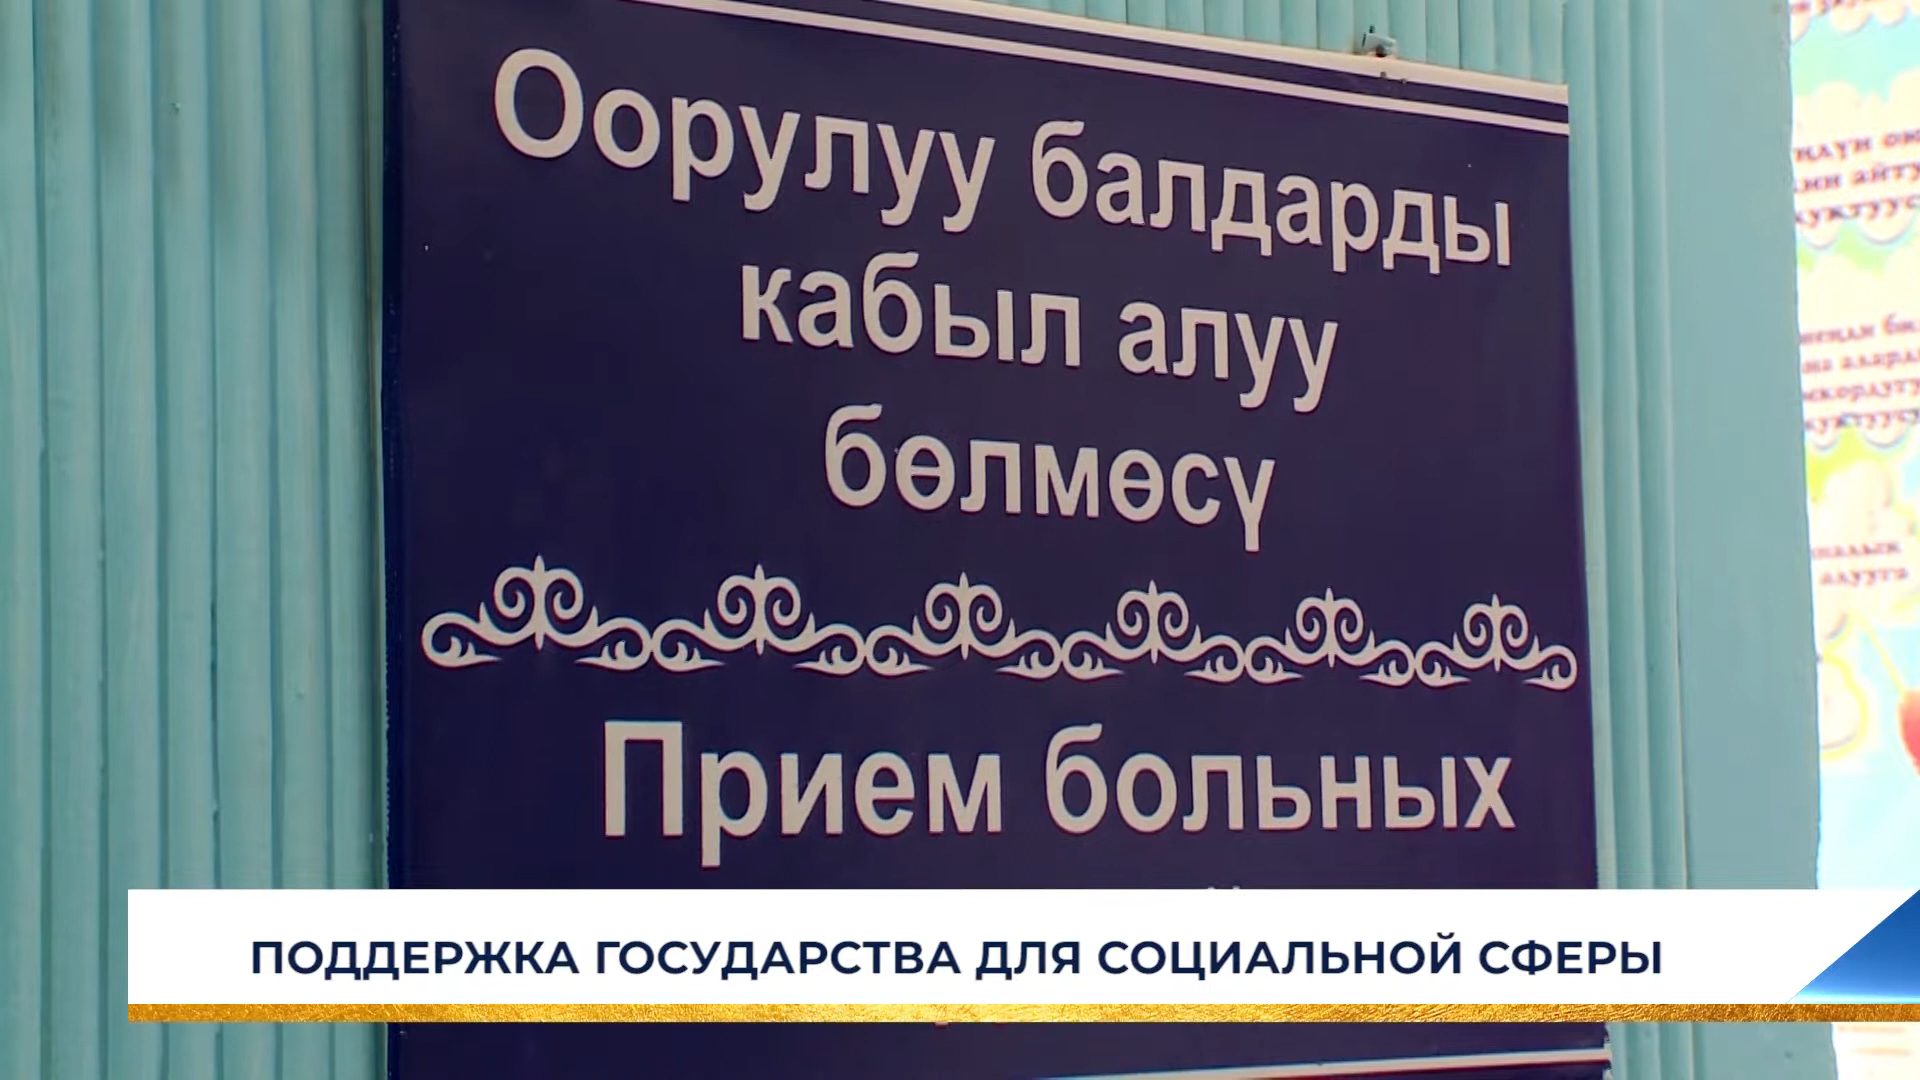 Оорулуу балдарды
кабыл алуу
бөлмөсү
Прием больных
ПОДДЕРЖКА ГОСУДАРСТВА ДЛЯ СОЦИАЛЬНОЙ СФЕРЫ